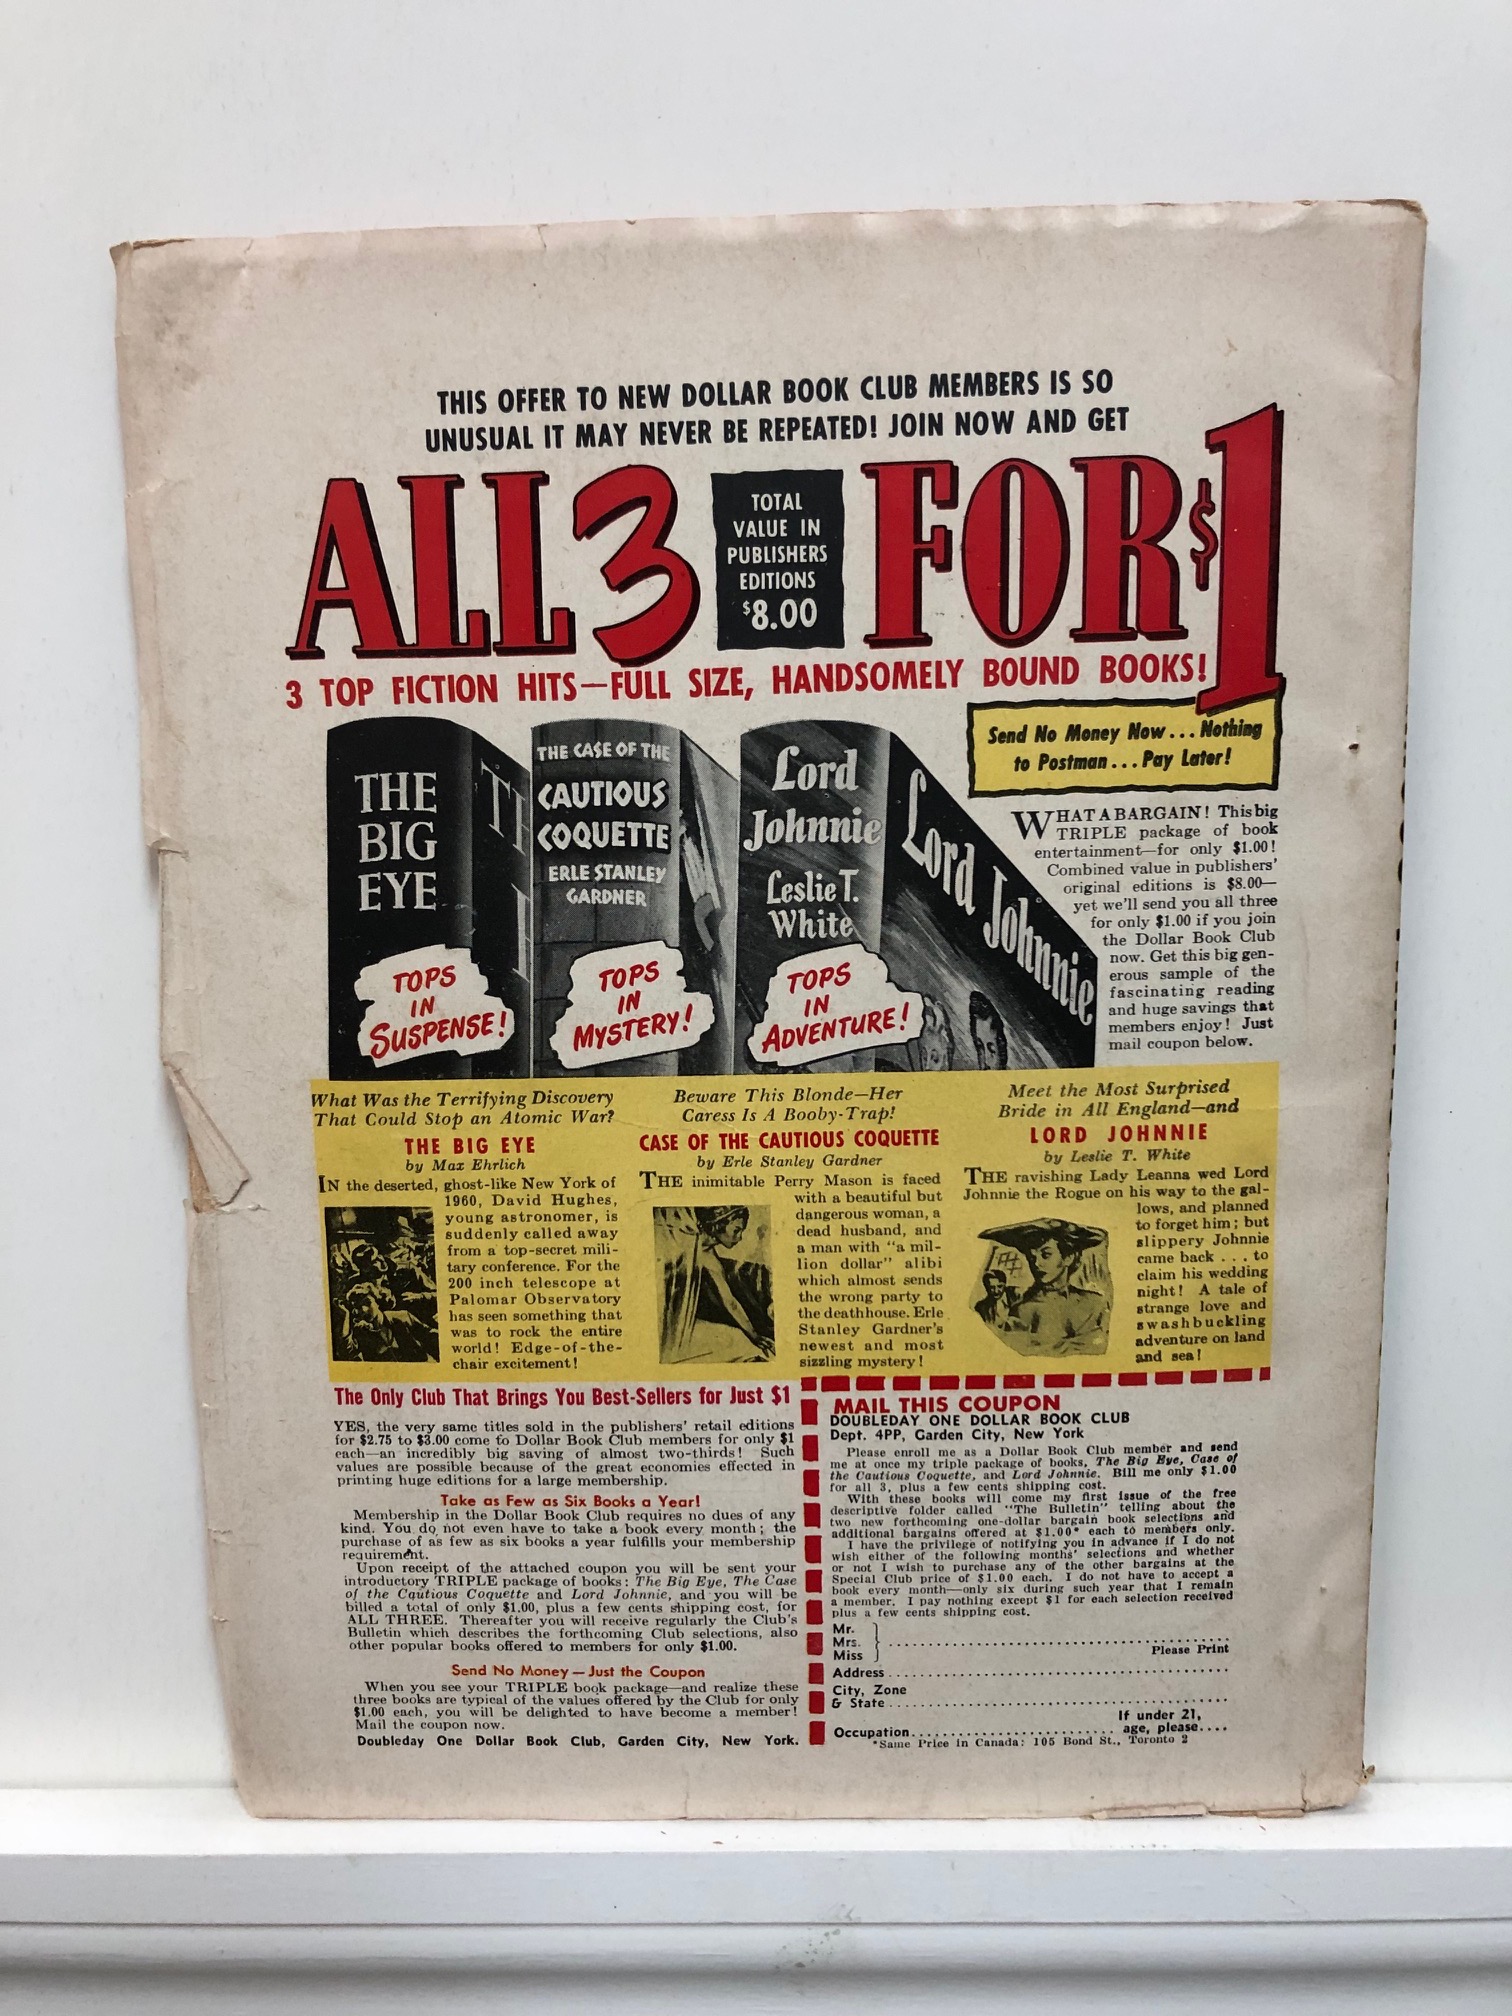 THIS OFFER TO NEW DOLLAR BOOK CLUB MEMBERS IS SO
UNUSUAL IT MAY NEVER BE REPEATED! JOIN NOW AND GET
ALL 3
TOTAL
VALUE IN
PUBLISHERS
EDITIONS
$8.00
FOR $1
3 TOP FICTION HITS—FULL SIZE, HANDSOMELY BOUND BOOKS!
Send No Money Now...Nothing
to Postman...Pay Later!
THE
BIG
EYE
TOPS
IN
SUSPENSE!
THE CASE OF THE
CAUTIOUS
COQUETTE
ERLE STANLEY
GARDNER
TOPS
IN
MYSTERY!
Lord
Johnnie
Leslie T.
White
TOPS
IN
ADVENTURE!
Lord Johnnie
WHAT A BARGAIN! This big
TRIPLE package of book
entertainment—for only $1.00!
Combined value in publishers'
original editions is $8.00—
yet we'll send you all three
for only $1.00 if you join
the Dollar Book Club
now. Get this big gen-
erous sample of the
fascinating reading
and huge savings that
members enjoy! Just
mail coupon below.
What Was the Terrifying Discovery
That Could Stop an Atomic War?
THE BIG EYE
by Max Ehrlich
IN the deserted, ghost-like New York of
1960, David Hughes,
young astronomer, is
suddenly called away
from a top-secret mili-
tary conference. For the
200 inch telescope at
Palomar Observatory
has seen something that
was to rock the entire
world! Edge-of-the-
chair excitement!
Beware This Blonde—Her
Caress Is A Booby-Trap!
CASE OF THE CAUTIOUS COQUETTE
by Erle Stanley Gardner
THE inimitable Perry Mason is faced
with a beautiful but
dangerous woman, a
dead husband, and
a man with "a mil-
lion dollar" alibi
which almost sends
the wrong party to
the deathhouse. Erle
Stanley Gardner's
newest and most
sizzling mystery!
Meet the Most Surprised
Bride in All England—and
LORD JOHNNIE
by Leslie T. White
THE ravishing Lady Leanna wed Lord
Johnnie the Rogue on his way to the gal-
lows, and planned
to forget him; but
slippery Johnnie
came back . . . to
claim his wedding
night! A tale of
strange love and
swashbuckling
adventure on land
and sea!
The Only Club That Brings You Best-Sellers for Just $1
YES, the very same titles sold in the publishers' retail editions
for $2.75 to $3.00 come to Dollar Book Club members for only $1
each—an incredibly big saving of almost two-thirds! Such
values are possible because of the great economies effected in
printing huge editions for a large membership.
Take as Few as Six Books a Year!
Membership in the Dollar Book Club requires no dues of any
kind. You do not even have to take a book every month; the
purchase of as few as six books a year fulfills your membership
requirement.
Upon receipt of the attached coupon you will be sent your
introductory TRIPLE package of books: The Big Eye, The Case
of the Cautious Coquette and Lord Johnnie, and you will be
billed a total of only $1.00, plus a few cents shipping cost, for
ALL THREE. Thereafter you will receive regularly the Club's
Bulletin which describes the forthcoming Club selections, also
other popular books offered to members for only $1.00.
Send No Money—Just the Coupon
When you see your TRIPLE book package—and realize these
three books are typical of the values offered by the Club for only
$1.00 each, you will be delighted to have become a member!
Mail the coupon now.
Doubleday One Dollar Book Club, Garden City, New York.
MAIL THIS COUPON
DOUBLEDAY ONE DOLLAR BOOK CLUB
Dept. 4PP, Garden City, New York
Please enroll me as a Dollar Book Club member and send
me at once my triple package of books, The Big Eye, Case of
the Cautious Coquette, and Lord Johnnie. Bill me only $1.00
for all 3, plus a few cents shipping cost.
With these books will come my first issue of the free
descriptive folder called "The Bulletin" telling about the
two new forthcoming one-dollar bargain book selections and
additional bargains offered at $1.00* each to members only.
I have the privilege of notifying you in advance if I do not
wish either of the following months' selections and whether
or not I wish to purchase any of the other bargains at the
Special Club price of $1.00 each. I do not have to accept a
book every month—only six during such year that I remain
a member. I pay nothing except $1 for each selection received
plus a few cents shipping cost.
Mr.
Mrs.
Miss
Please Print
Address
City, Zone
& State
If under 21,
Occupation age, please....
*Same Price in Canada: 105 Bond St., Toronto 2